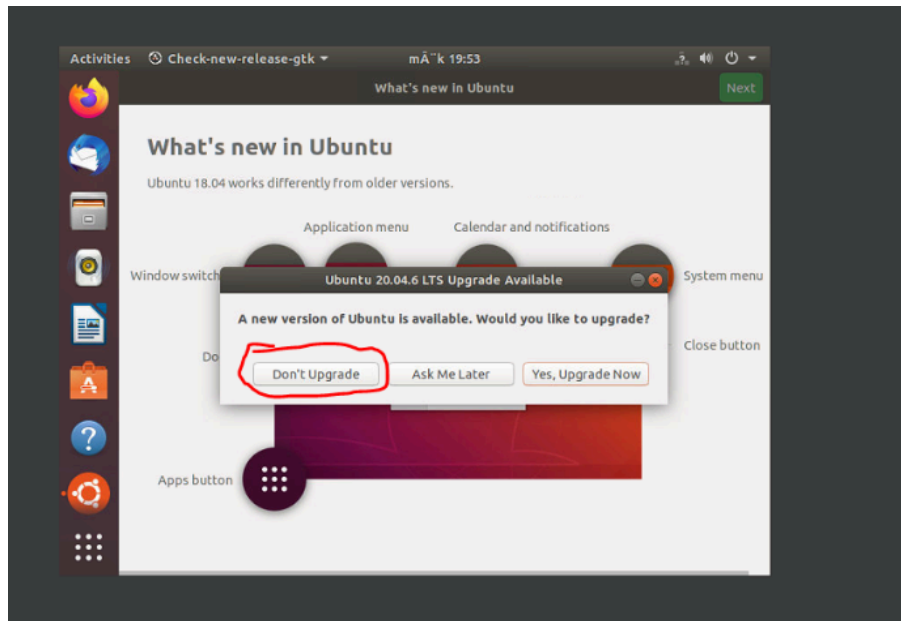 Activities Check-new-release-gtk mÄ¨k 19:53
What's new in Ubuntu Next
What's new in Ubuntu
Ubuntu 18.04 works differently from older versions.
Application menu Calendar and notifications
Window switch System menu
Ubuntu 20.04.6 LTS Upgrade Available
A new version of Ubuntu is available. Would you like to upgrade?
Do Close button
Don't Upgrade Ask Me Later Yes, Upgrade Now
Apps button